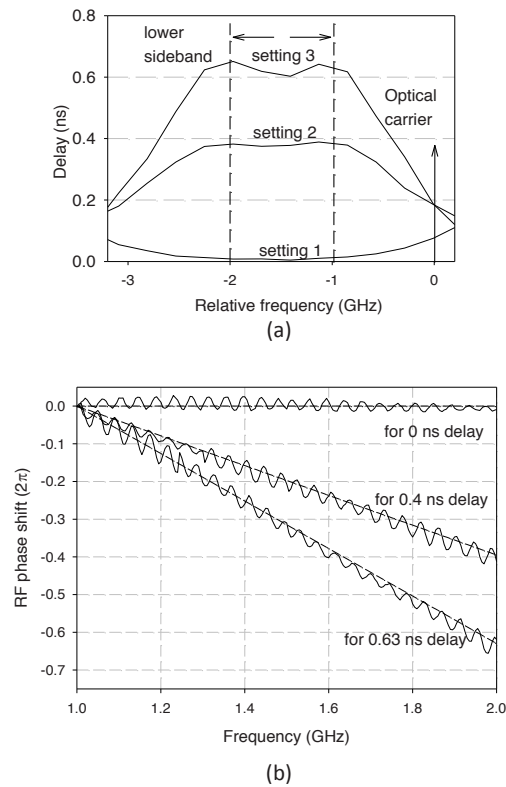 (a)
0.8
0.6
0.4
0.2
0.0
Delay (ns)
lower
sideband
setting 3
Optical
carrier
setting 2
setting 1
-3
-2
-1
0
Relative frequency (GHz)
(a)
0.0
-0.1
-0.2
-0.3
-0.4
-0.5
-0.6
-0.7
RF phase shift (2π)
for 0 ns delay
for 0.4 ns delay
for 0.63 ns delay
1.0
1.2
1.4
1.6
1.8
2.0
Frequency (GHz)
(b)